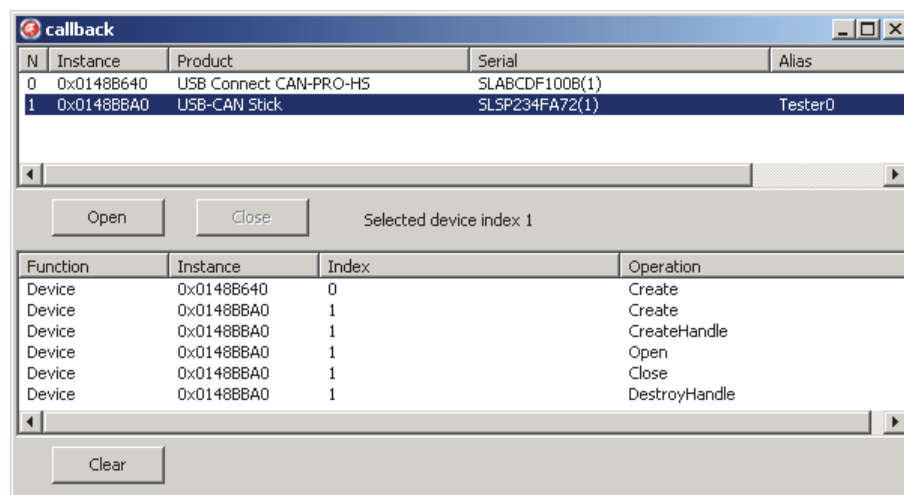 callback
N Instance Product Serial Alias
0 0x0148B640 USB Connect CAN-PRO-HS SLABCDF100B(1)
1 0x0148BBA0 USB-CAN Stick SLSP234FA72(1) Tester0
Open Close Selected device index 1
Function Instance Index Operation
Device 0x0148B640 0 Create
Device 0x0148BBA0 1 Create
Device 0x0148BBA0 1 CreateHandle
Device 0x0148BBA0 1 Open
Device 0x0148BBA0 1 Close
Device 0x0148BBA0 1 DestroyHandle
Clear